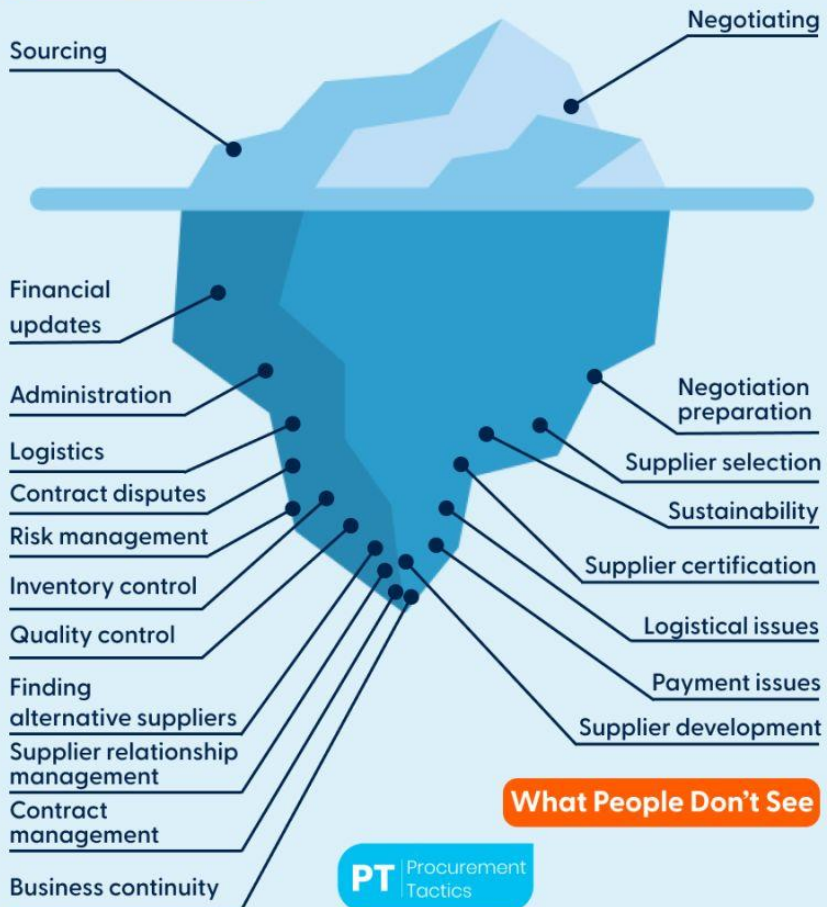 Negotiating
Sourcing
Financial
updates
Administration
Logistics
Contract disputes
Risk management
Inventory control
Quality control
Finding
alternative suppliers
Supplier relationship
management
Contract
management
Business continuity
Negotiation
preparation
Supplier selection
Sustainability
Supplier certification
Logistical issues
Payment issues
Supplier development
What People Don't See
PT Procurement
Tactics